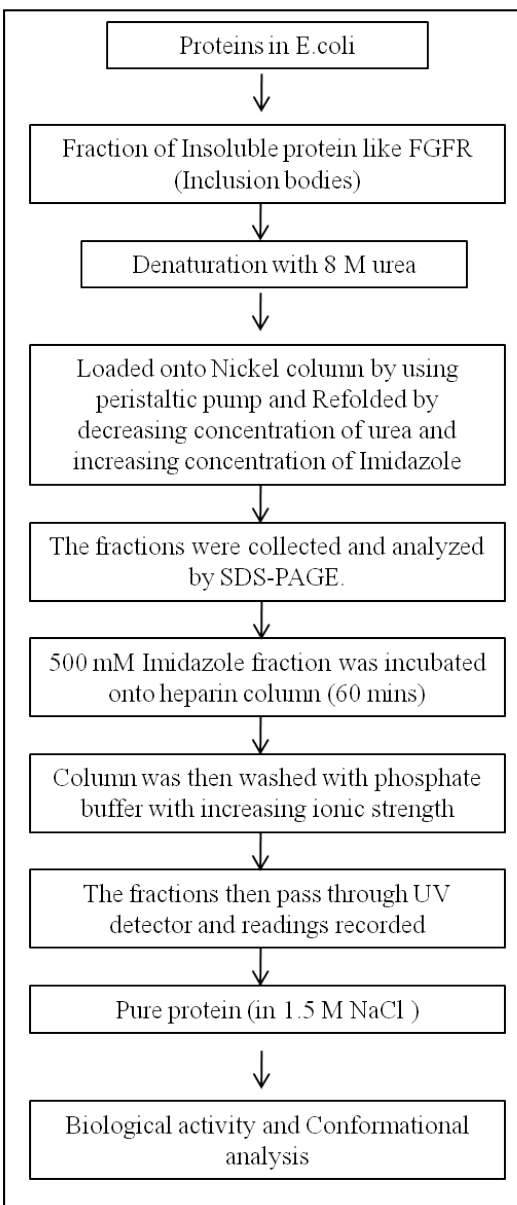 Proteins in E.coli
Fraction of Insoluble protein like FGFR
(Inclusion bodies)
Denaturation with 8 M urea
Loaded onto Nickel column by using
peristaltic pump and Refolded by
decreasing concentration of urea and
increasing concentration of Imidazole
The fractions were collected and analyzed
by SDS-PAGE.
500 mM Imidazole fraction was incubated
onto heparin column (60 mins)
Column was then washed with phosphate
buffer with increasing ionic strength
The fractions then pass through UV
detector and readings recorded
Pure protein (in 1.5 M NaCl )
Biological activity and Conformational
analysis